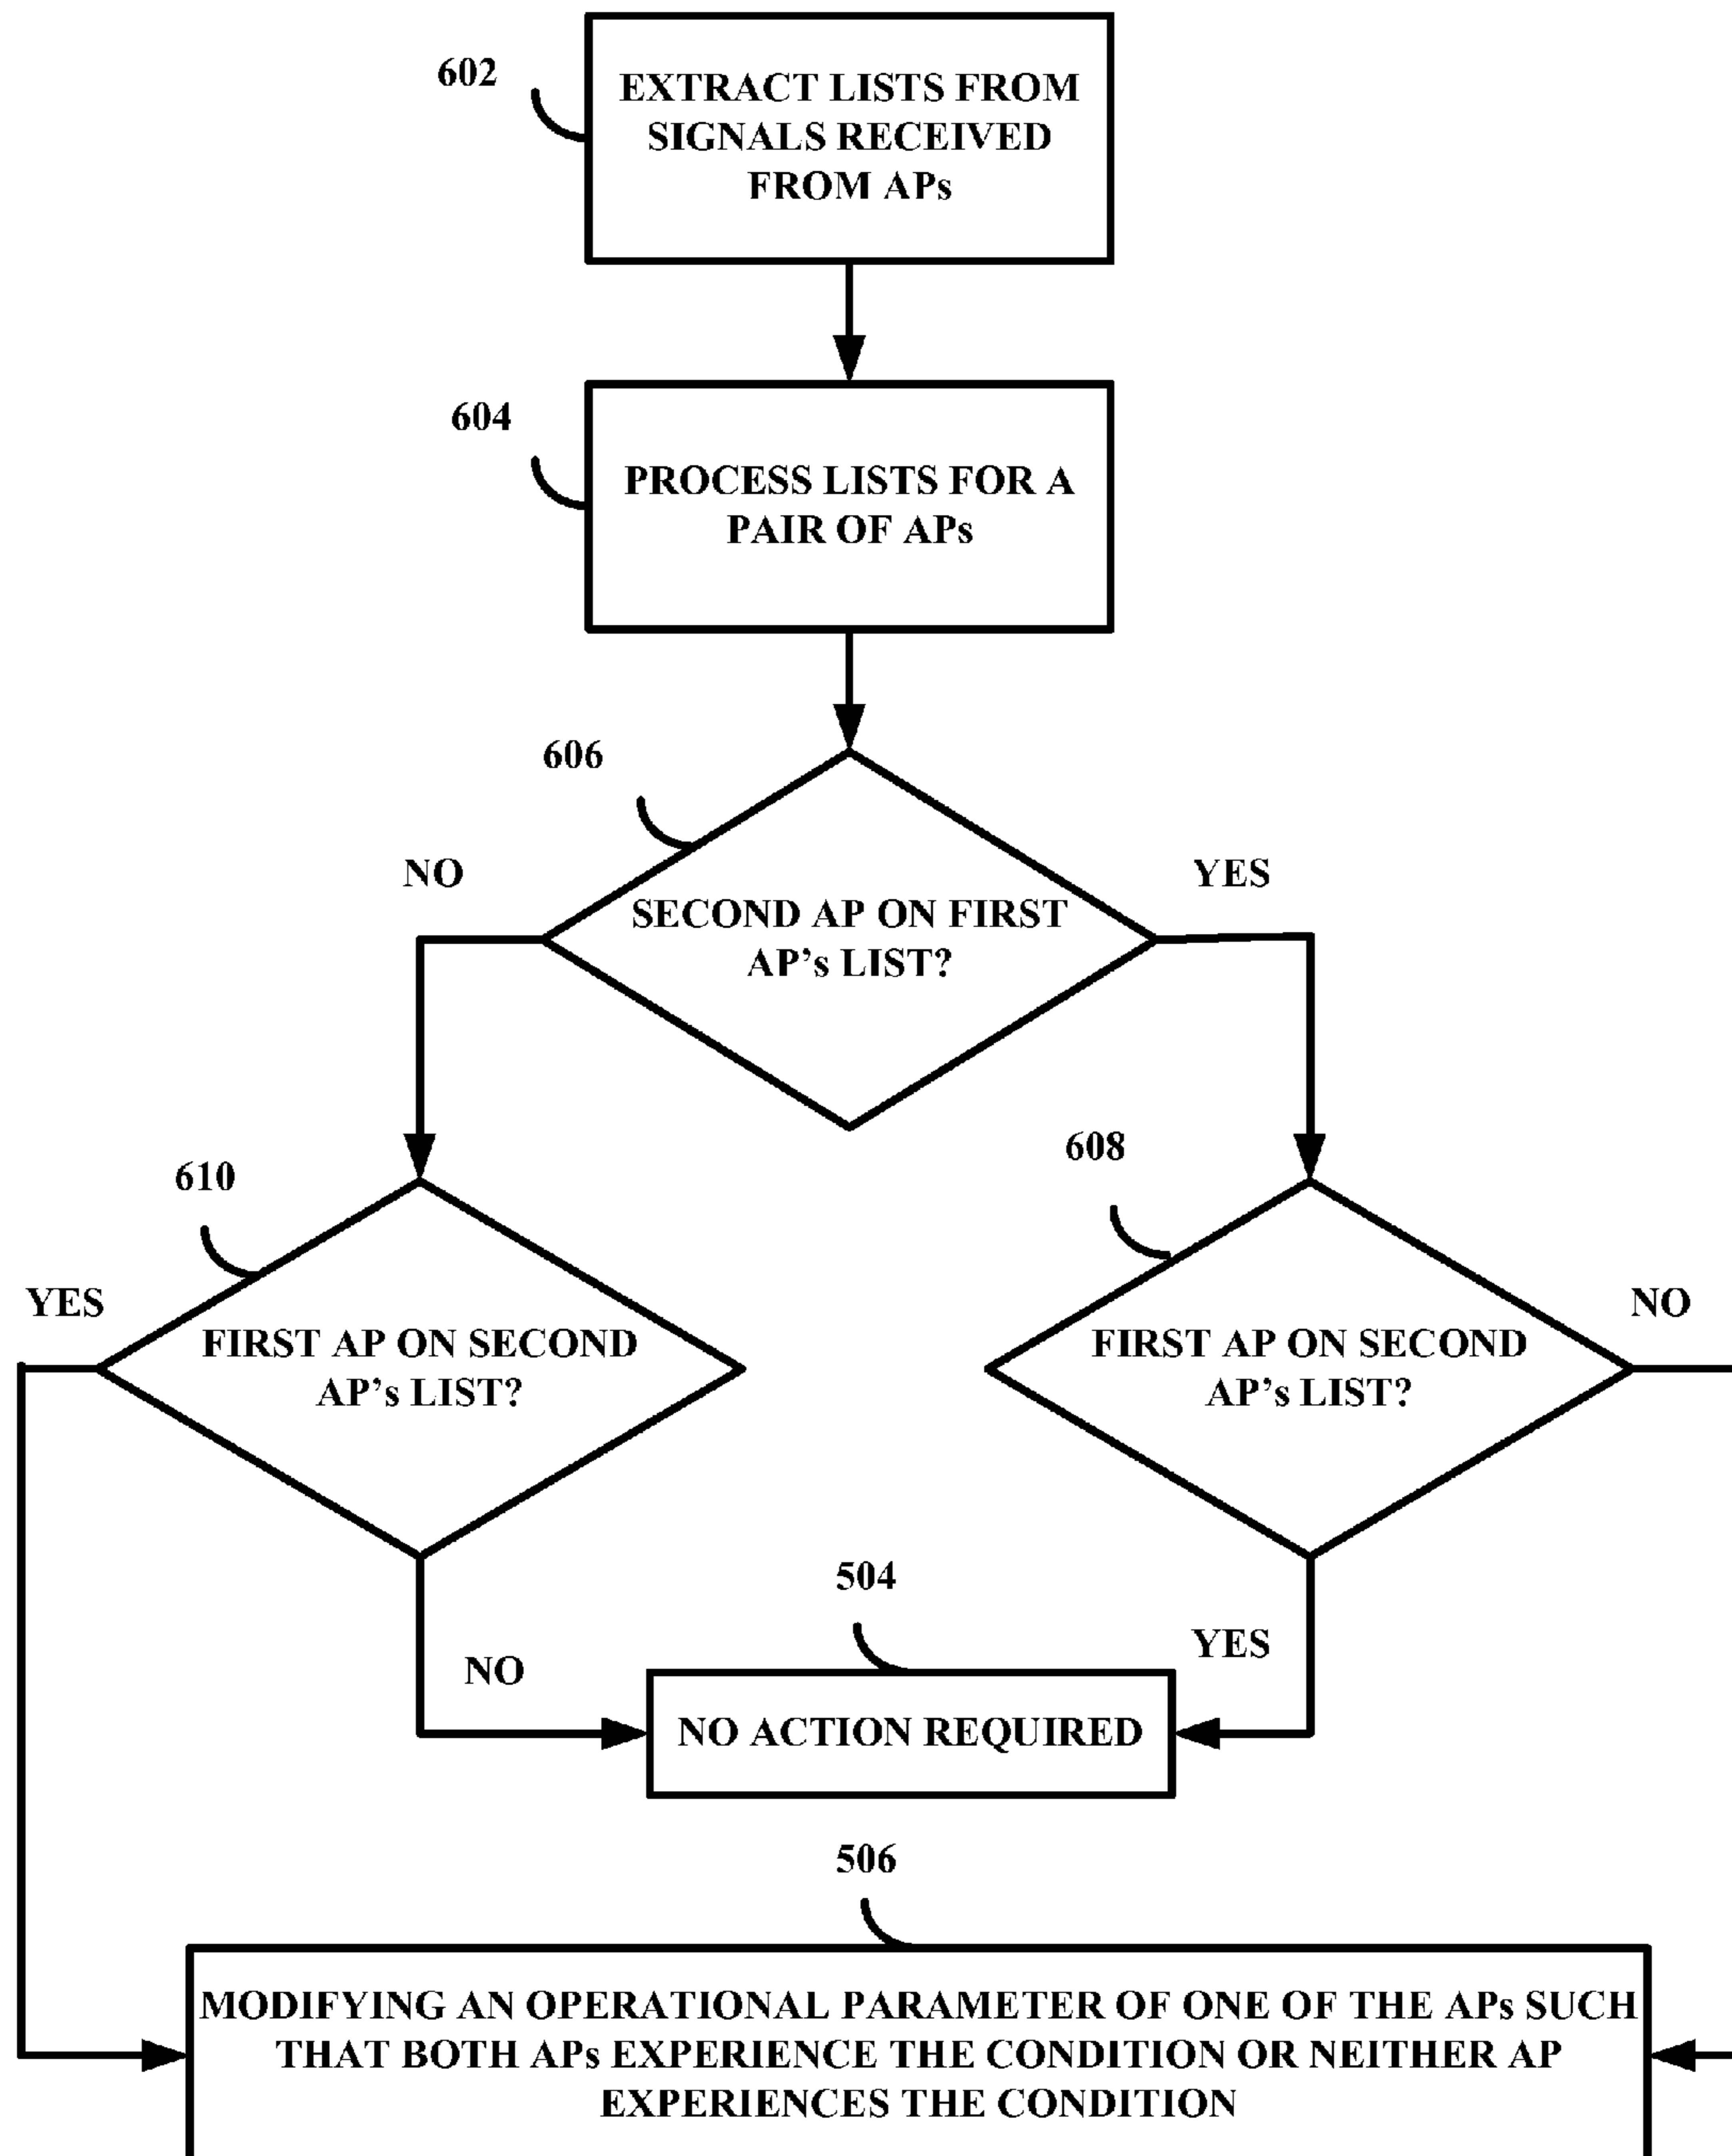 602
EXTRACT LISTS FROM
SIGNALS RECEIVED
FROM APs
604
PROCESS LISTS FOR A
PAIR OF APs
606
NO
YES
SECOND AP ON FIRST
AP's LIST?
610
608
YES
NO
FIRST AP ON SECOND
AP's LIST?
FIRST AP ON SECOND
AP's LIST?
504
NO
YES
NO ACTION REQUIRED
506
MODIFYING AN OPERATIONAL PARAMETER OF ONE OF THE APs SUCH
THAT BOTH APs EXPERIENCE THE CONDITION OR NEITHER AP
EXPERIENCES THE CONDITION